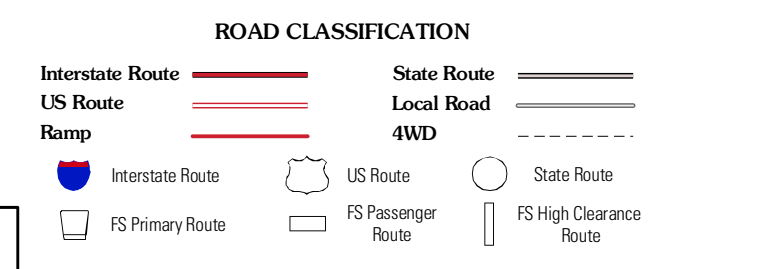 ROAD CLASSIFICATION
Interstate Route
State Route
US Route
Local Road
Ramp
4WD
Interstate Route
US Route
State Route
FS Primary Route
FS Passenger
Route
FS High Clearance
Route